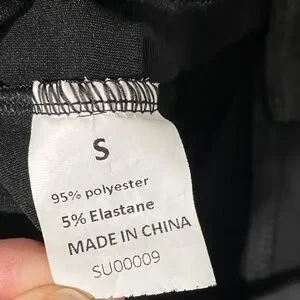 S
95% polyester
5% Elastane
MADE IN CHINA
SU00009